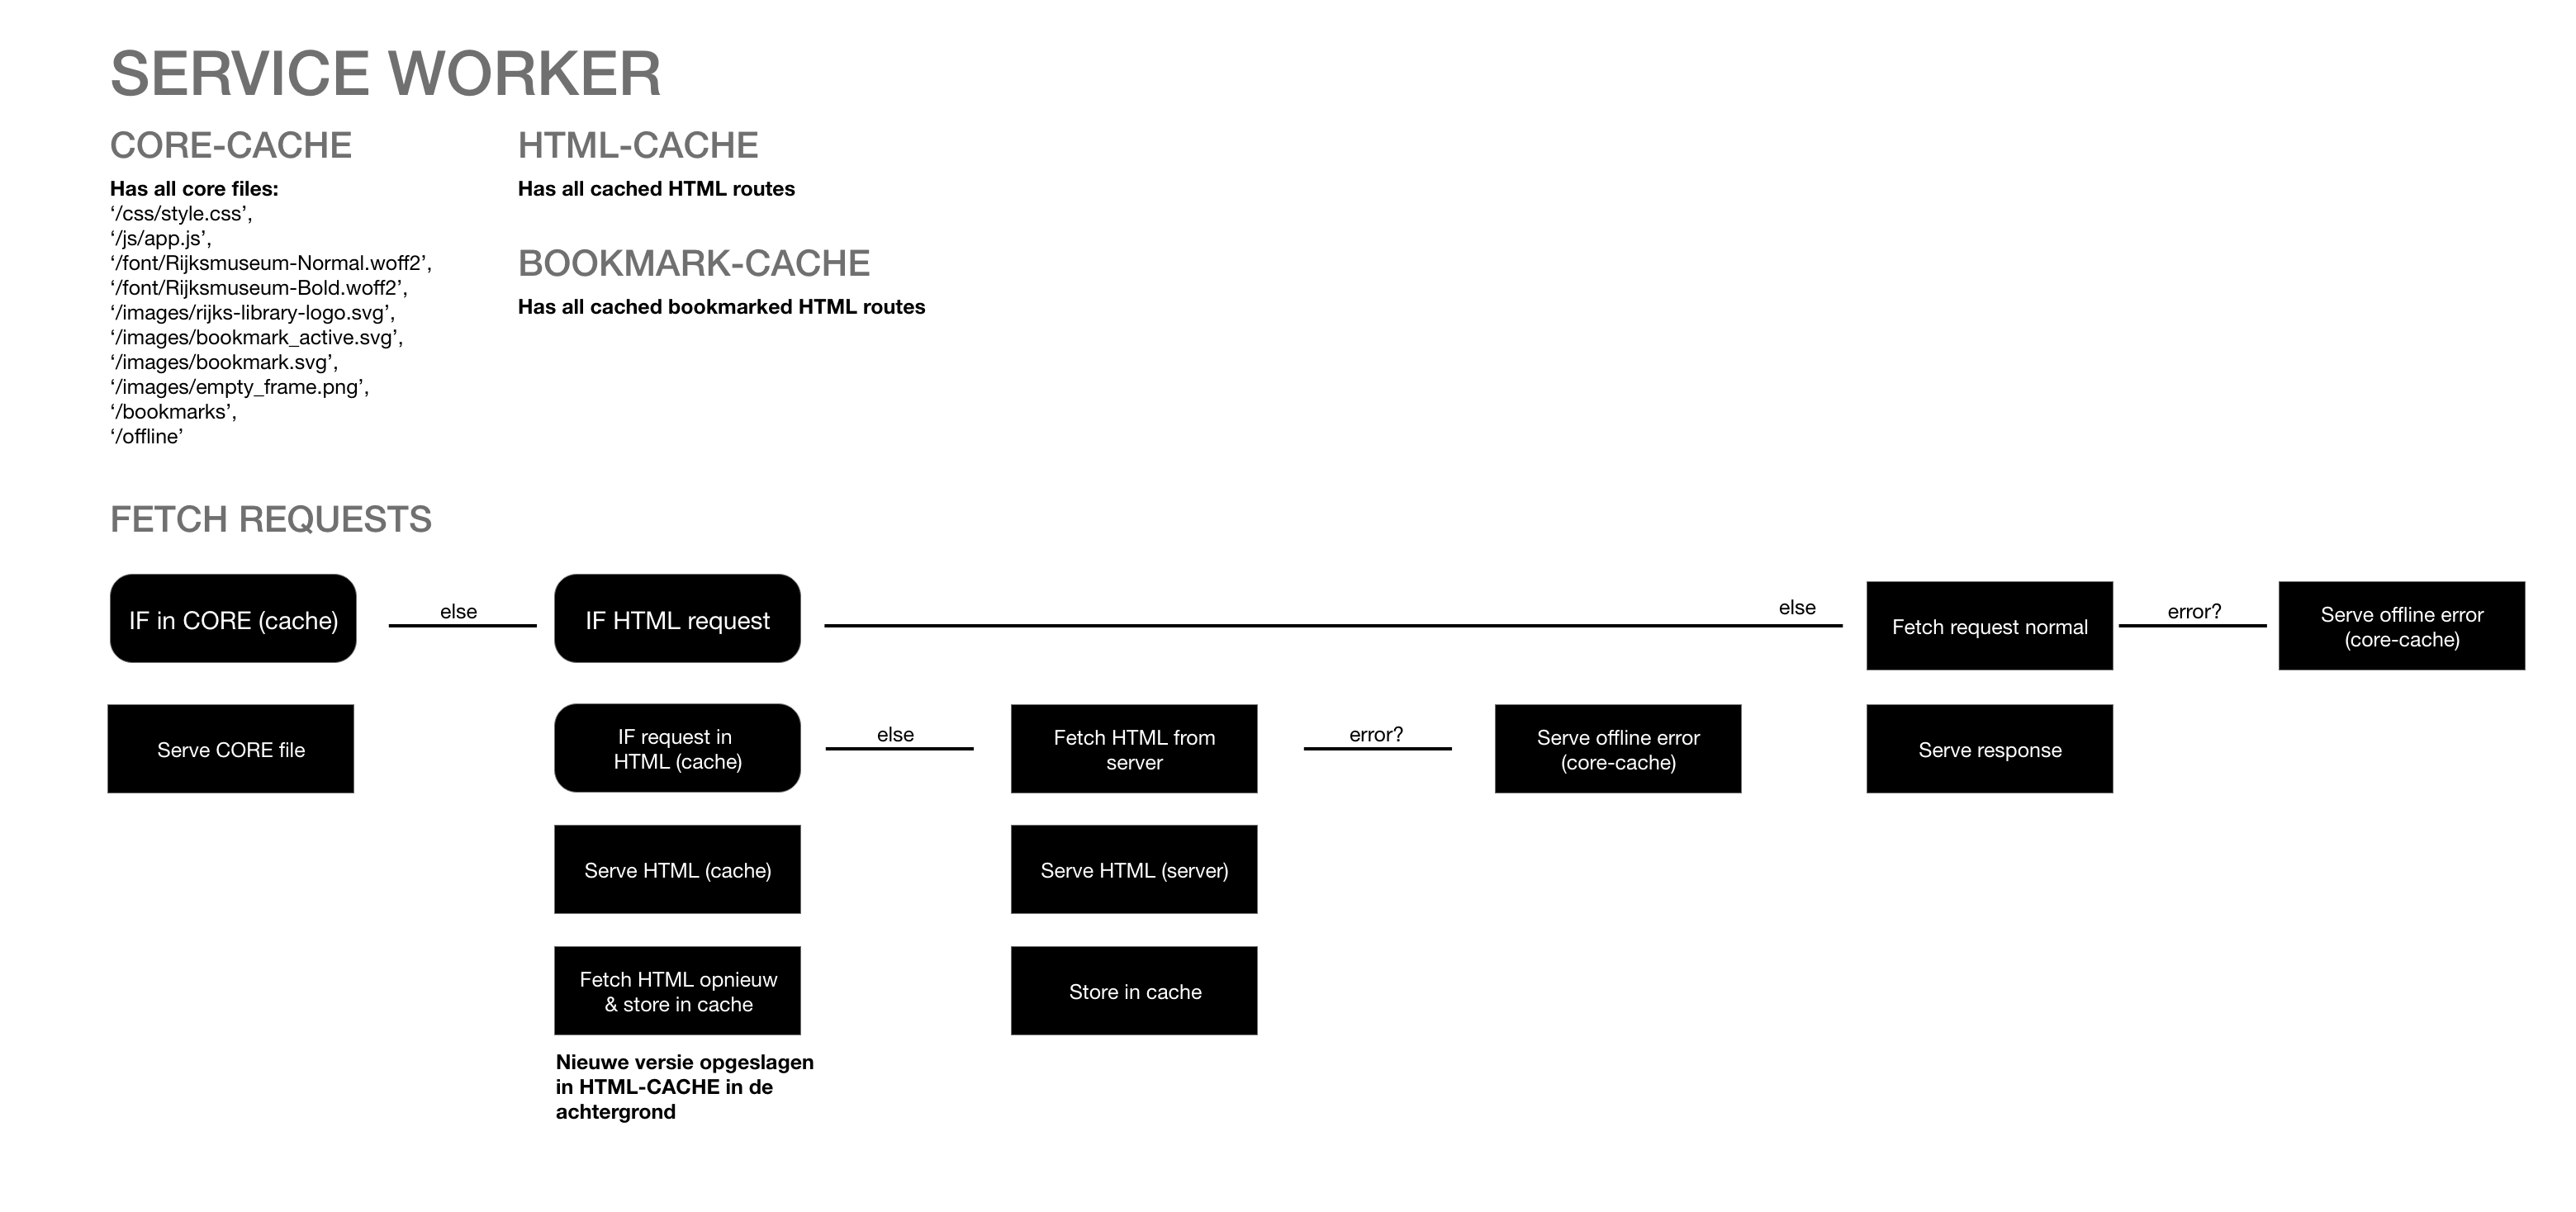 SERVICE WORKER
CORE-CACHE
Has all core files:
‘/css/style.css’,
‘/js/app.js’,
‘/font/Rijksmuseum-Normal.woff2’,
‘/font/Rijksmuseum-Bold.woff2’,
‘/images/rijks-library-logo.svg’,
‘/images/bookmark_active.svg’,
‘/images/bookmark.svg’,
‘/images/empty_frame.png’,
‘/bookmarks’,
‘/offline’
HTML-CACHE
Has all cached HTML routes
BOOKMARK-CACHE
Has all cached bookmarked HTML routes
FETCH REQUESTS
IF in CORE (cache)
else
IF HTML request
else
Fetch request normal
error?
Serve offline error
(core-cache)
Serve CORE file
IF request in
HTML (cache)
else
Fetch HTML from
server
error?
Serve offline error
(core-cache)
Serve response
Serve HTML (cache)
Serve HTML (server)
Fetch HTML opnieuw
& store in cache
Store in cache
Nieuwe versie opgeslagen
in HTML-CACHE in de
achtergrond